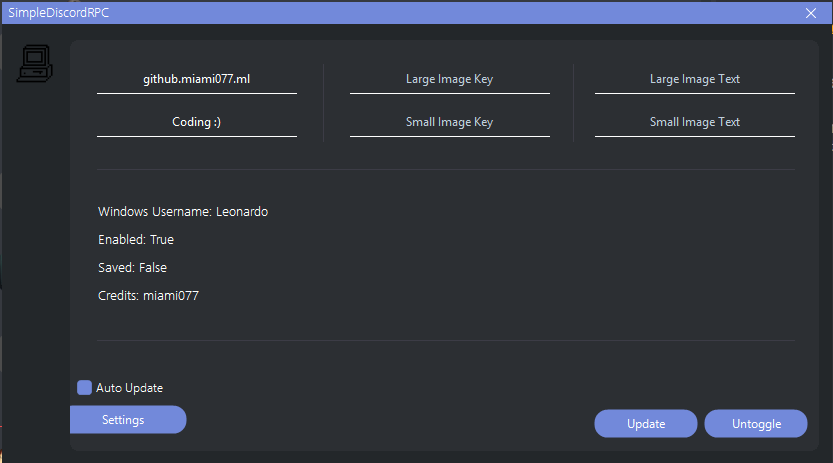 SimpleDiscordRPC
github.miami077.ml
Large Image Key
Large Image Text
Coding :)
Small Image Key
Small Image Text
Windows Username: Leonardo
Enabled: True
Saved: False
Credits: miami077
Auto Update
Settings
Update
Untoggle